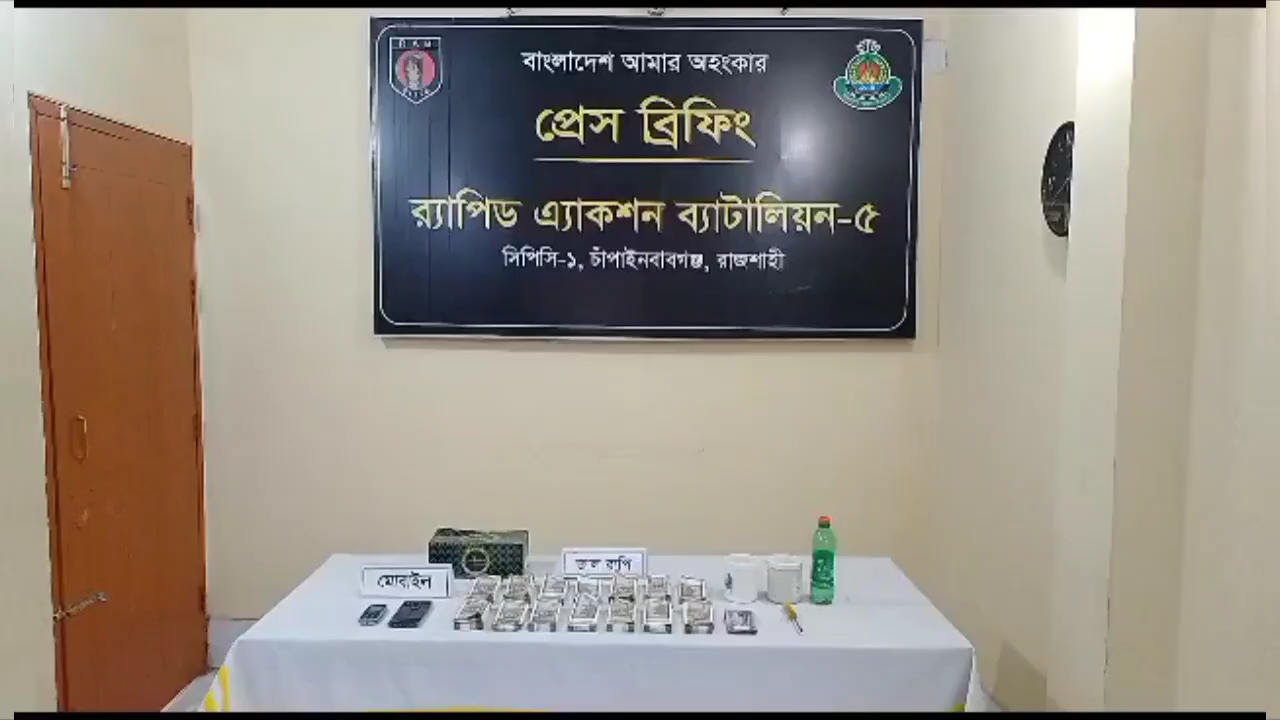 বাংলাদেশ আমার অহংকার
প্রেস ব্রিফিং
র‍্যাপিড এ্যাকশন ব্যাটালিয়ন-৫
সিপিসি-১, চাঁপাইনবাবগঞ্জ, রাজশাহী
মোবাইল